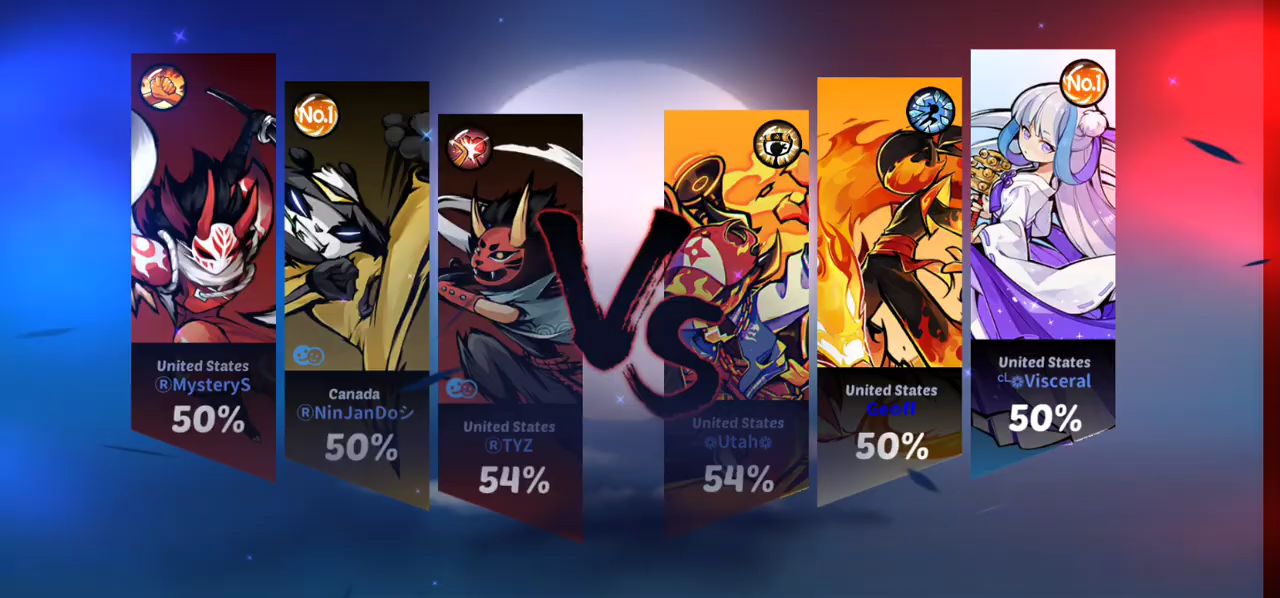 No.1
United States
ⓇMysteryS
50%
Canada
ⓇNinJanDoシ
50%
United States
ⓇTYZ
54%
VS
United States
❁Utah❁
54%
United States
Geoff
50%
No.1
United States
ᶜᴸ❁Visceral
50%